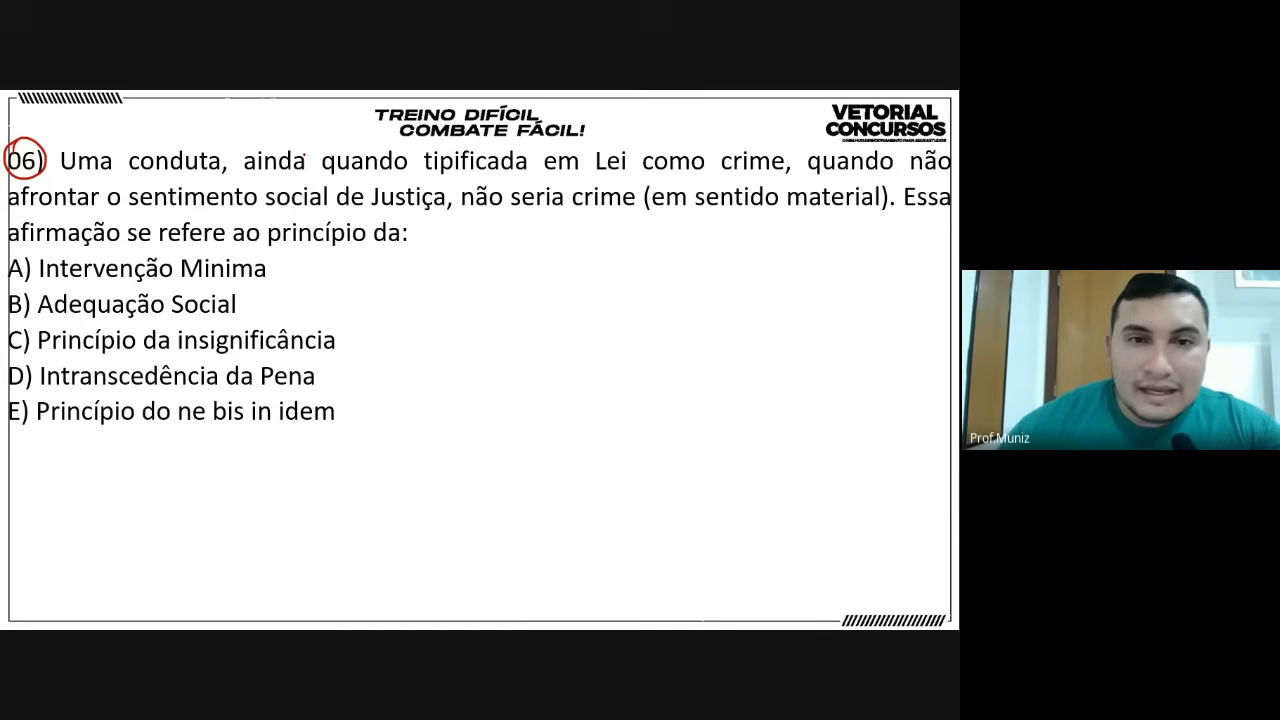 TREINO DIFÍCIL
COMBATE FÁCIL!
VETORIAL
CONCURSOS
06) Uma conduta, ainda quando tipificada em Lei como crime, quando não
afrontar o sentimento social de Justiça, não seria crime (em sentido material). Essa
afirmação se refere ao princípio da:
A) Intervenção Minima
B) Adequação Social
C) Princípio da insignificância
D) Intranscedência da Pena
E) Princípio do ne bis in idem
Prof.Muniz